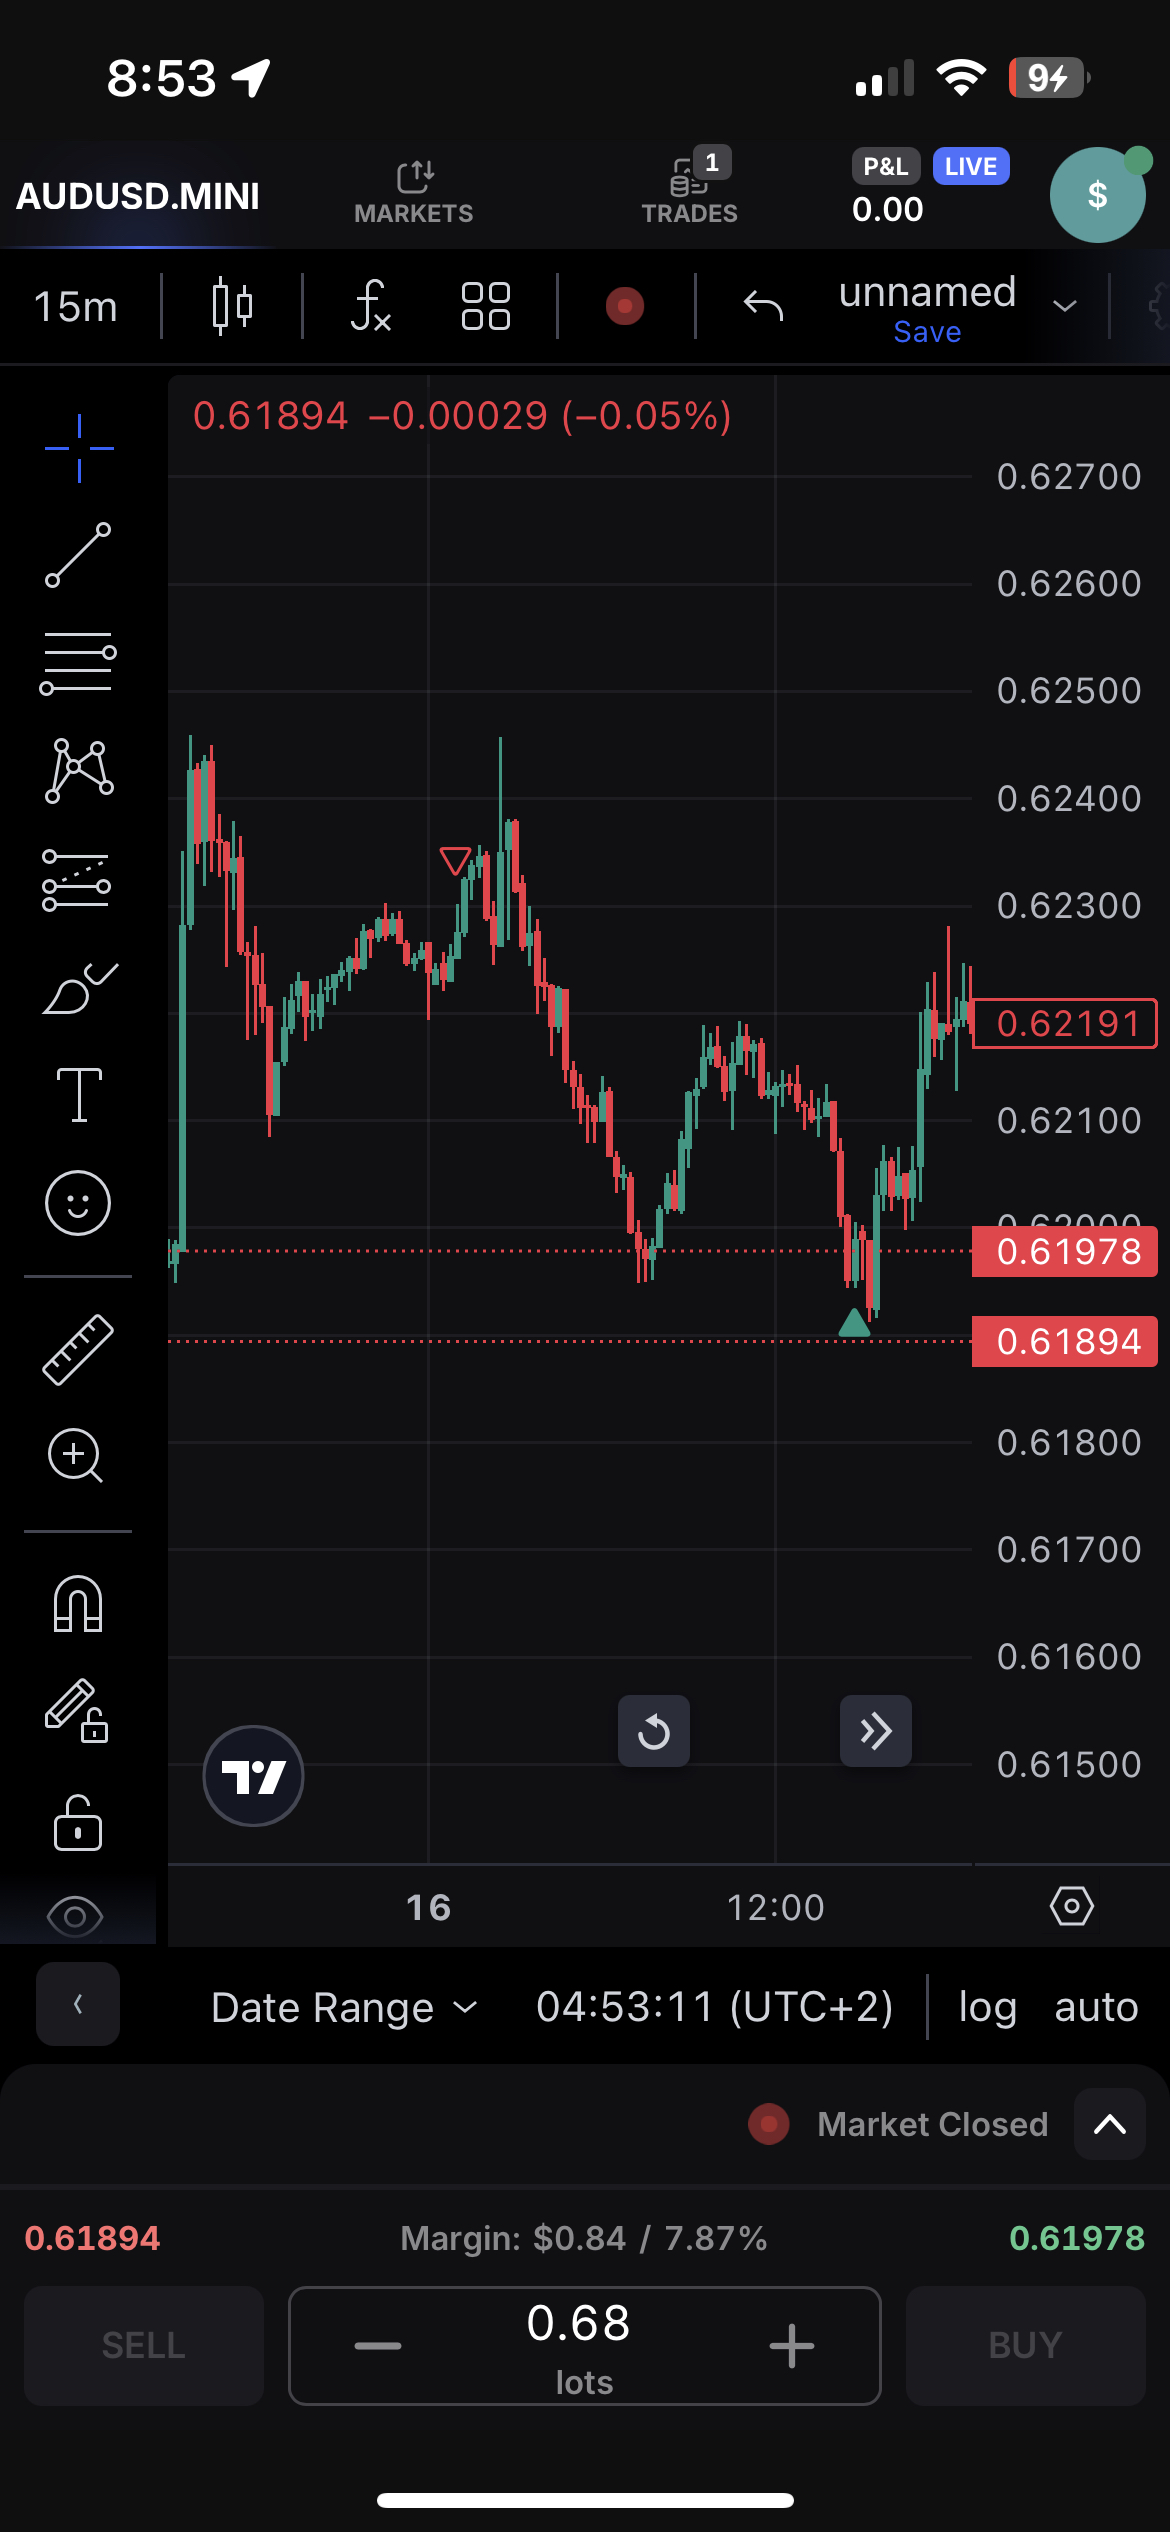 8:53
9
AUDUSD.MINI
MARKETS
1
TRADES
P&L
LIVE
0.00
$
15m
unnamed
Save
0.61894 −0.00029 (−0.05%)
0.62700
0.62600
0.62500
0.62400
0.62300
0.62191
0.62100
0.62000
0.61978
0.61894
0.61800
0.61700
0.61600
0.61500
16
12:00
Date Range
04:53:11 (UTC+2)
log
auto
Market Closed
0.61894
Margin: $0.84 / 7.87%
0.61978
SELL
0.68
lots
BUY